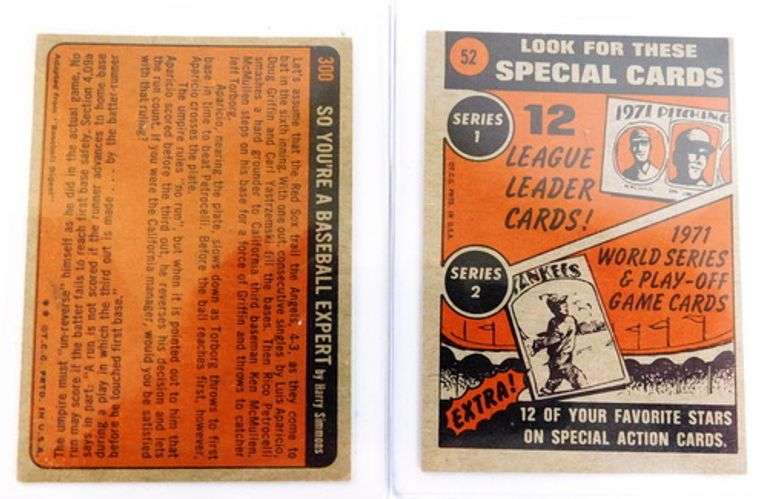 300 SO YOU'RE A BASEBALL EXPERT by Harry Simmons
Let's assume that the Red Sox trail the Angels, 4-3, as they come to
bat in the sixth inning. With one out, consecutive singles by Luis Aparicio,
Doug Griffin and Carl Yastrzemski fill the bases. Then Rico Petrocelli
smashes a hard grounder to California third baseman Ken McMullen.
McMullen steps on his base for a force of Griffin and throws to catcher
Jeff Torborg.
Aparicio, nearing the plate, slows down as Torborg throws to first
base in time to beat Petrocelli. Before the ball reaches first, however,
Aparicio crosses the plate.
The umpire rules "no run", but when it is pointed out to him that
Aparicio scored before the third out, he reverses his decision and lets
the run count. If you were the California manager, would you be satisfied
with that ruling?
The umpire must "un-reverse" himself as he did in the actual game. No
run may score if the batter fails to reach first base safely. Section 4.09a
says in part: "A run is not scored if the runner advances to home base
during a play in which the third out is made ..... by the batter-runner
before he touched first base."
Adapted from "Baseball Digest"
©T.C.G. PRTD. IN U.S.A.
52
LOOK FOR THESE
SPECIAL CARDS
SERIES
1
12
LEAGUE
LEADER
CARDS!
1971 PITCHING
©T.C.G. PRTD. IN U.S.A.
1971
WORLD SERIES
& PLAY-OFF
GAME CARDS
SERIES
2
YANKEES
EXTRA!
12 OF YOUR FAVORITE STARS
ON SPECIAL ACTION CARDS.